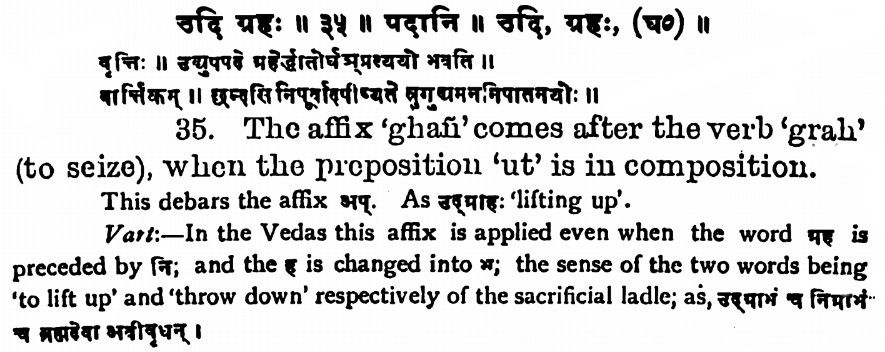 उदि ग्रहः ॥ ३५ ॥ पदानि ॥ उदि, ग्रहः, (घ०) ॥
वृत्तिः ॥ उद्युपपदे ग्रहेर्द्धातोर्घञ्प्रत्ययो भवति ॥
वार्त्तिकम् ॥ छन्दसि निपूर्वादपीष्यते स्रुगुद्यमननिपातनयोः ॥
35. The affix 'ghañ' comes after the verb 'grah'
(to seize), when the preposition 'ut' is in composition.
This debars the affix अप्. As उद्ग्राहः 'lifting up'.
Vart:—In the Vedas this affix is applied even when the word ग्रह is
preceded by नि; and the ह is changed into भ; the sense of the two words being
'to lift up' and 'throw down' respectively of the sacrificial ladle; as, उद्ग्राभं च निग्राभं
च ब्रह्मदेवा अवीवृधन् ।